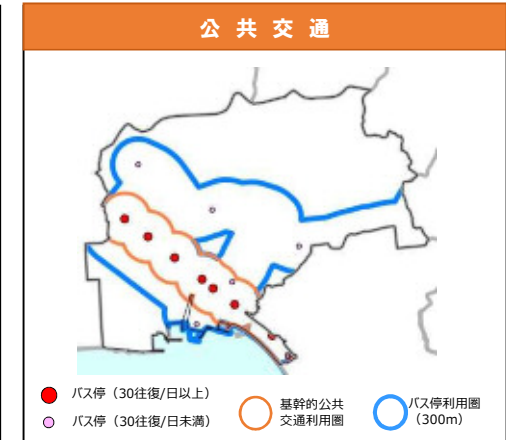 公共交通
バス停（30往復/日以上）
バス停（30往復/日未満）
基幹的公共
交通利用圏
バス停利用圏
（300m）